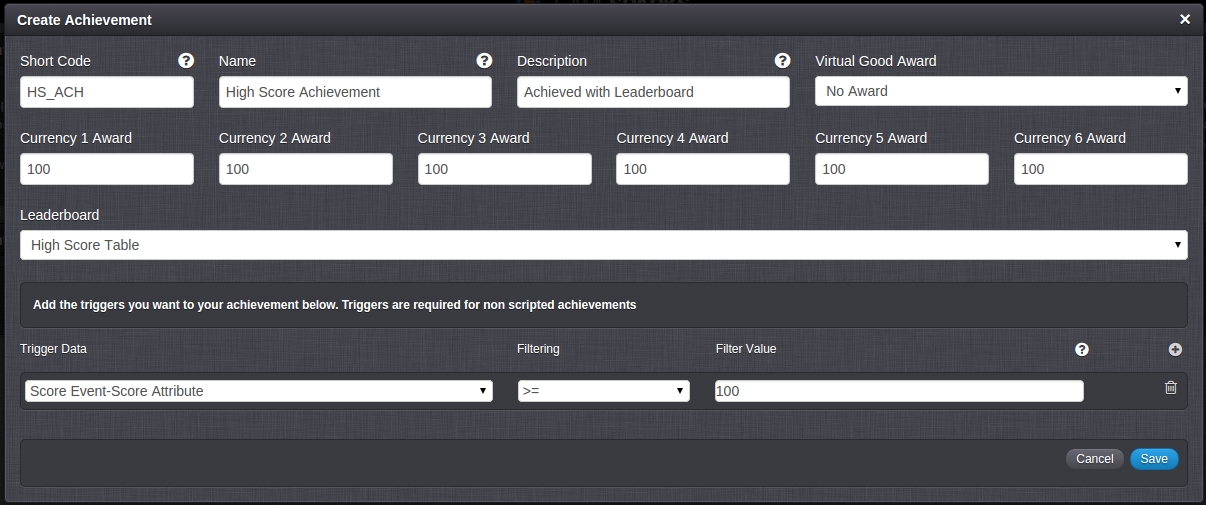 Create Achievement ×
Short Code ? Name ? Description ? Virtual Good Award
HS_ACH High Score Achievement Achieved with Leaderboard No Award
Currency 1 Award Currency 2 Award Currency 3 Award Currency 4 Award Currency 5 Award Currency 6 Award
100 100 100 100 100 100
Leaderboard
High Score Table
Add the triggers you want to your achievement below. Triggers are required for non scripted achievements
Trigger Data Filtering Filter Value ?
Score Event-Score Attribute >= 100
Cancel Save